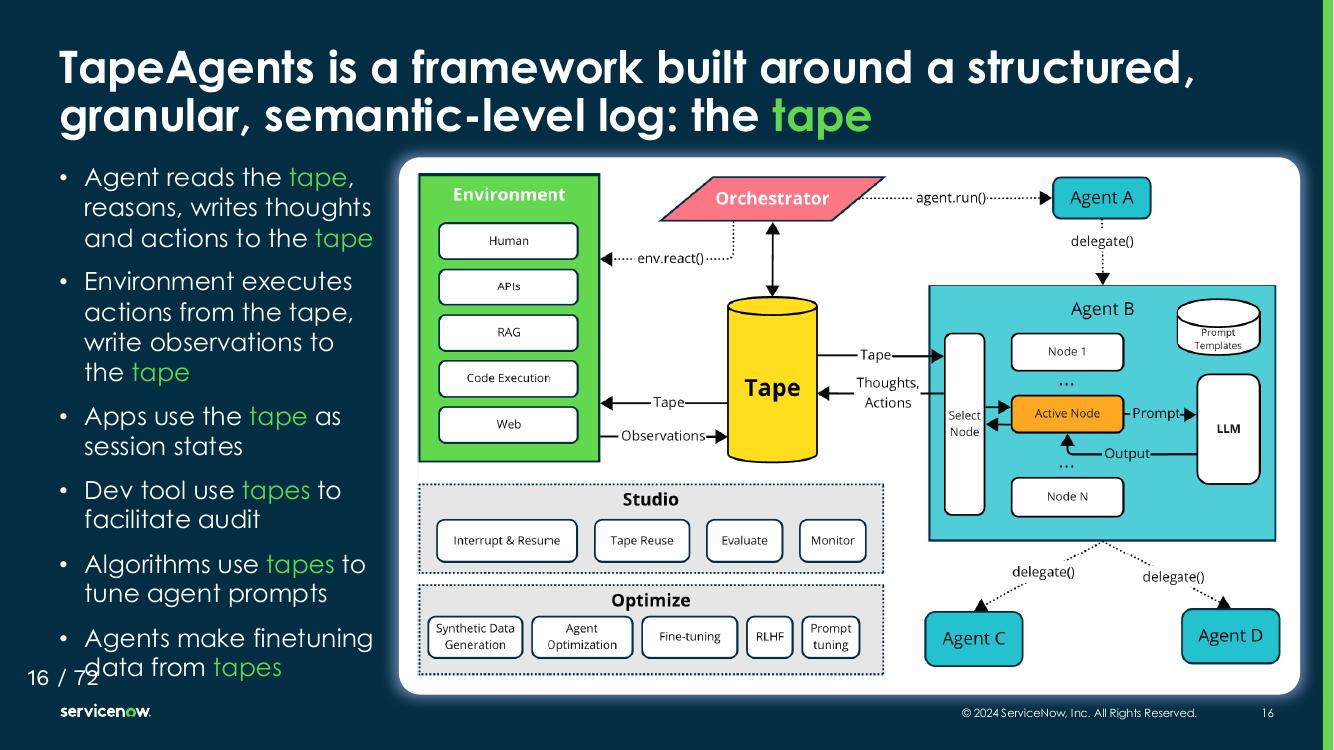 TapeAgents is a framework built around a structured,
granular, semantic-level log: the tape
• Agent reads the tape,
reasons, writes thoughts
and actions to the tape
• Environment executes
actions from the tape,
write observations to
the tape
• Apps use the tape as
session states
• Dev tool use tapes to
facilitate audit
• Algorithms use tapes to
tune agent prompts
• Agents make finetuning
data from tapes
Environment
Human
APIs
RAG
Code Execution
Web
Orchestrator
agent.run()
env.react()
Agent A
delegate()
Tape
Tape
Observations
Tape
Thoughts,
Actions
Agent B
Prompt
Templates
Select
Node
Node 1
...
Active Node
Prompt
LLM
Output
...
Node N
delegate()
delegate()
Agent C
Agent D
Studio
Interrupt & Resume
Tape Reuse
Evaluate
Monitor
Optimize
Synthetic Data
Generation
Agent
Optimization
Fine-tuning
RLHF
Prompt
tuning
16 / 72
servicenow
© 2024 ServiceNow, Inc. All Rights Reserved.
16